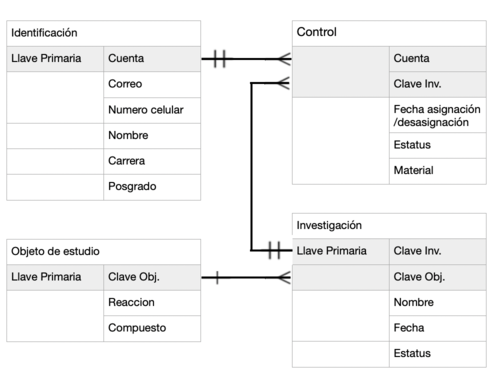 Identificación
Llave Primaria Cuenta
Correo
Numero celular
Nombre
Carrera
Posgrado
Control
Cuenta
Clave Inv.
Fecha asignación
/desasignación
Estatus
Material
Objeto de estudio
Llave Primaria Clave Obj.
Reaccion
Compuesto
Investigación
Llave Primaria Clave Inv.
Clave Obj.
Nombre
Fecha
Estatus